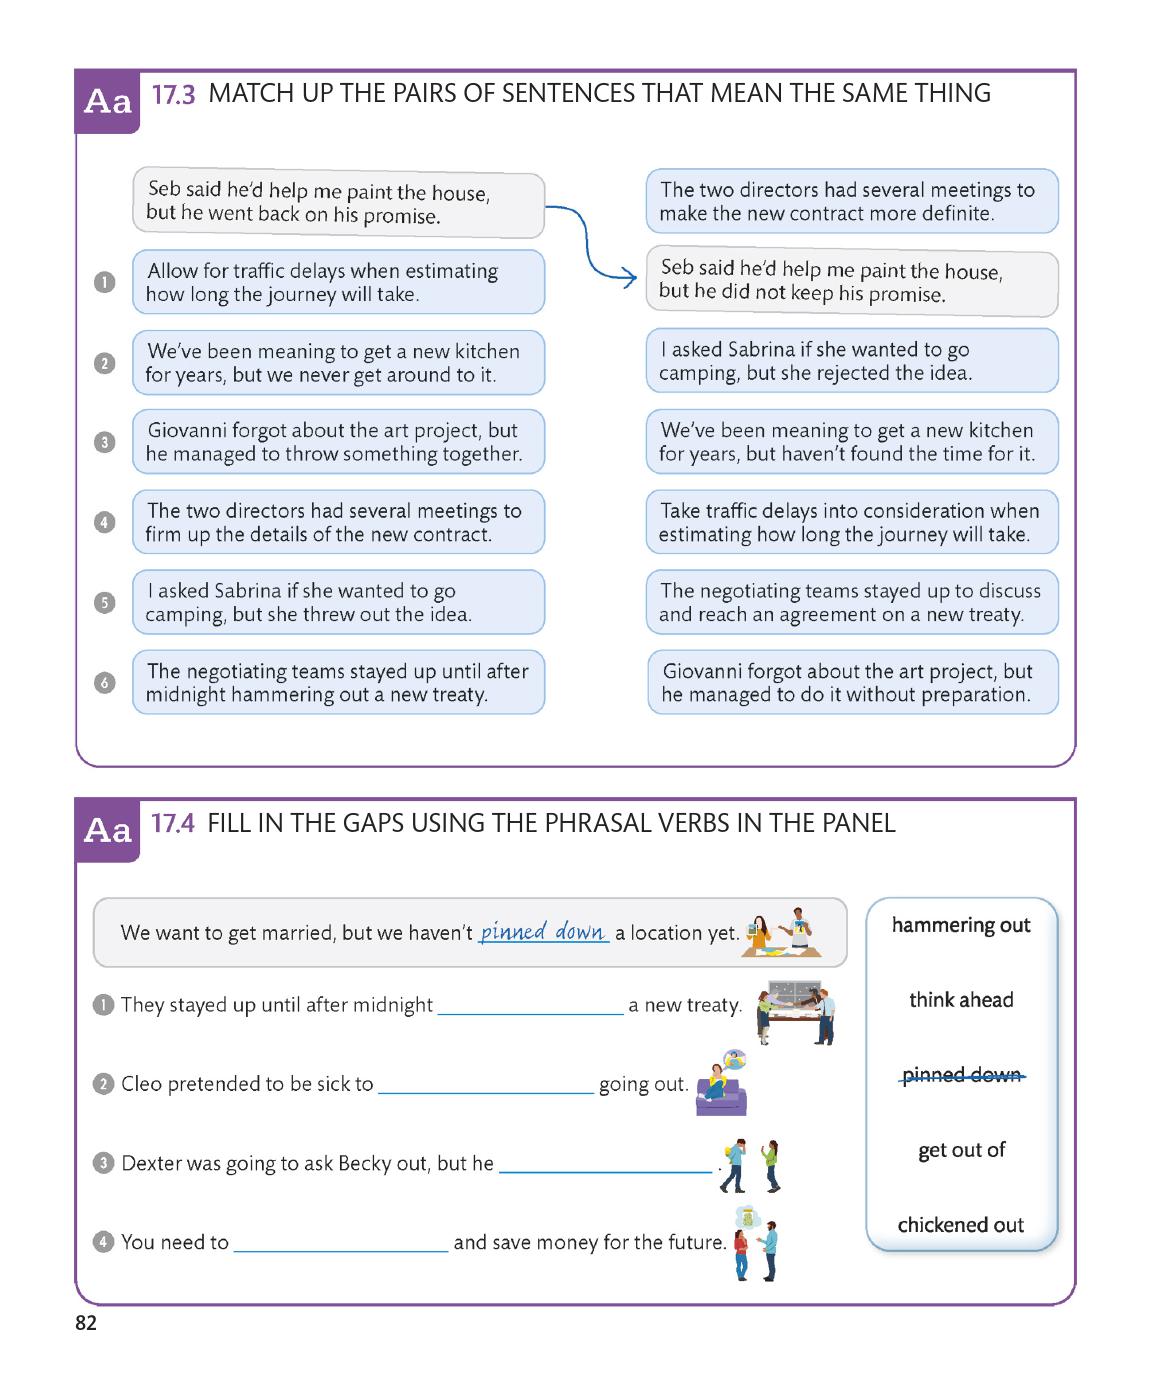 Aa 17.3 MATCH UP THE PAIRS OF SENTENCES THAT MEAN THE SAME THING
Seb said he'd help me paint the house,
but he went back on his promise.
The two directors had several meetings to
make the new contract more definite.
1 Allow for traffic delays when estimating
how long the journey will take.
Seb said he'd help me paint the house,
but he did not keep his promise.
2 We've been meaning to get a new kitchen
for years, but we never get around to it.
I asked Sabrina if she wanted to go
camping, but she rejected the idea.
3 Giovanni forgot about the art project, but
he managed to throw something together.
We've been meaning to get a new kitchen
for years, but haven't found the time for it.
4 The two directors had several meetings to
firm up the details of the new contract.
Take traffic delays into consideration when
estimating how long the journey will take.
5 I asked Sabrina if she wanted to go
camping, but she threw out the idea.
The negotiating teams stayed up to discuss
and reach an agreement on a new treaty.
6 The negotiating teams stayed up until after
midnight hammering out a new treaty.
Giovanni forgot about the art project, but
he managed to do it without preparation.
Aa 17.4 FILL IN THE GAPS USING THE PHRASAL VERBS IN THE PANEL
We want to get married, but we haven't pinned down a location yet.
1 They stayed up until after midnight ____ a new treaty.
2 Cleo pretended to be sick to ____ going out.
3 Dexter was going to ask Becky out, but he ____ .
4 You need to ____ and save money for the future.
hammering out
think ahead
pinned down
get out of
chickened out
82